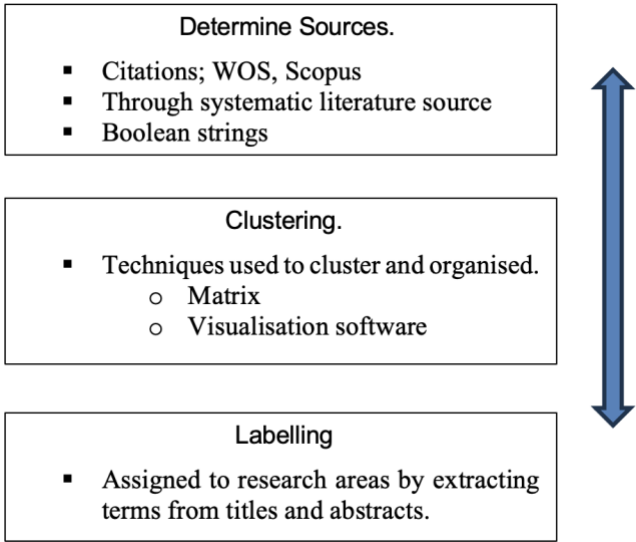 Determine Sources.
▪ Citations; WOS, Scopus
▪ Through systematic literature source
▪ Boolean strings
Clustering.
▪ Techniques used to cluster and organised.
o Matrix
o Visualisation software
Labelling
▪ Assigned to research areas by extracting
terms from titles and abstracts.